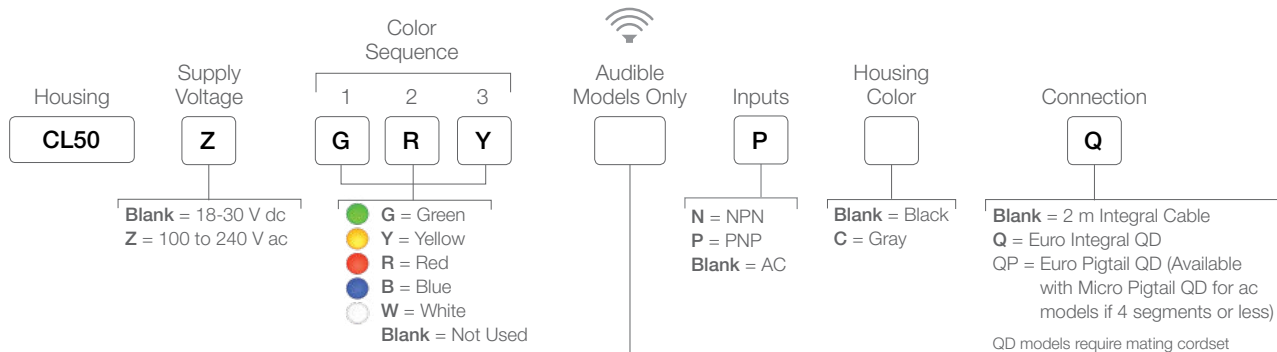 Color
Sequence
Housing
Supply
Voltage
1 2 3
Audible
Models Only
Inputs
Housing
Color
Connection
CL50 Z G R Y P Q
Blank = 18-30 V dc
Z = 100 to 240 V ac
G = Green
Y = Yellow
R = Red
B = Blue
W = White
Blank = Not Used
N = NPN
P = PNP
Blank = AC
Blank = Black
C = Gray
Blank = 2 m Integral Cable
Q = Euro Integral QD
QP = Euro Pigtail QD (Available
with Micro Pigtail QD for ac
models if 4 segments or less)
QD models require mating cordset